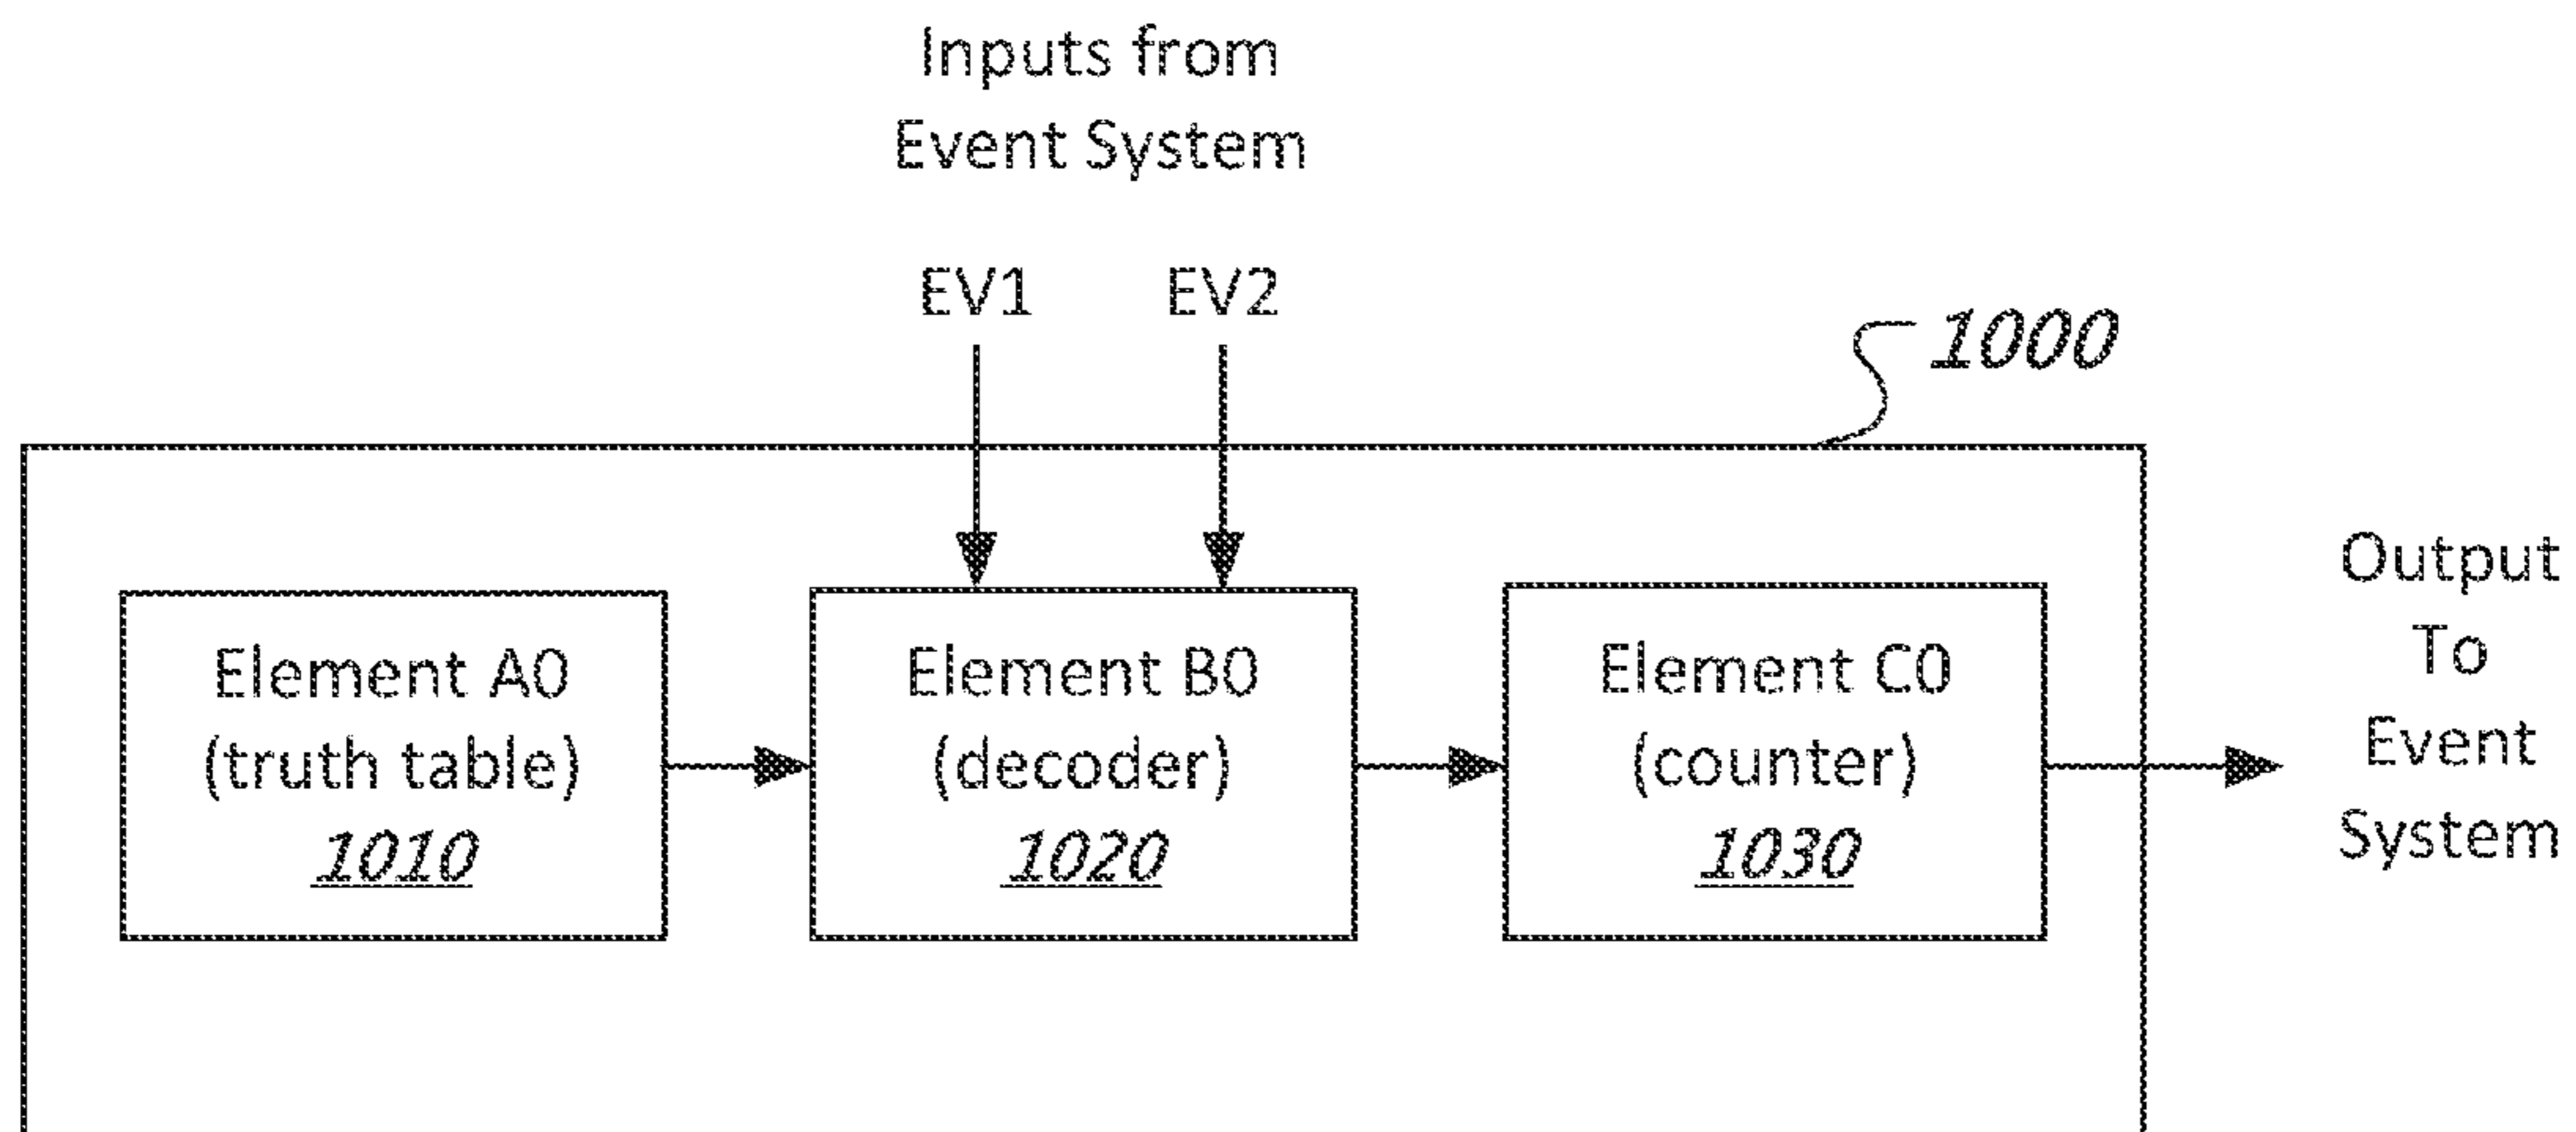 Inputs from
Event System
EV1 EV2
1000
Element A0
(truth table)
1010
Element B0
(decoder)
1020
Element C0
(counter)
1030
Output
To
Event
System